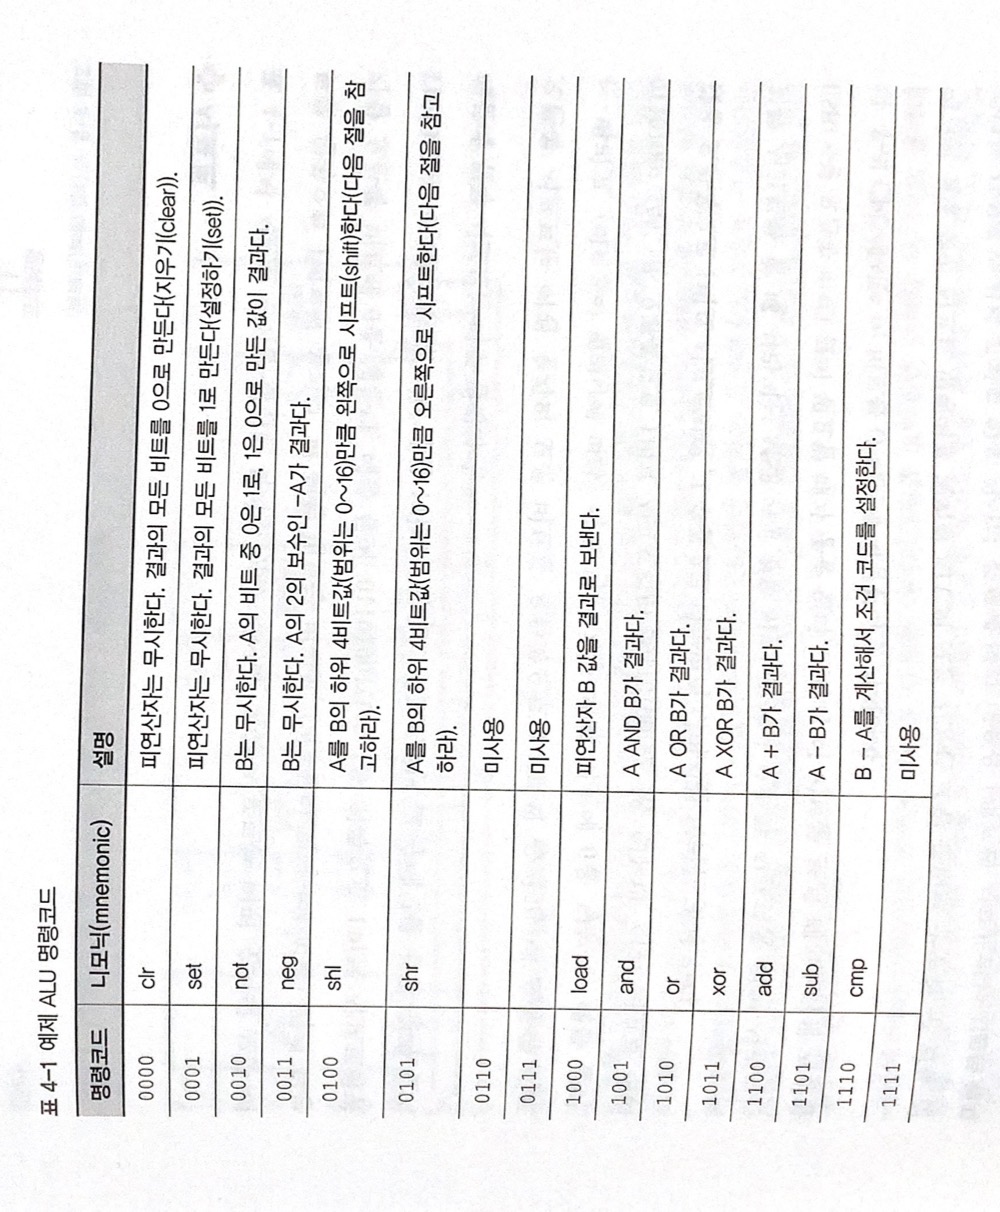 표 4-1 예제 ALU 명령코드
명령코드 니모닉(mnemonic) 설명
0000 clr 피연산자는 무시한다. 결과의 모든 비트를 0으로 만든다(지우기(clear)).
0001 set 피연산자는 무시한다. 결과의 모든 비트를 1로 만든다(설정하기(set)).
0010 not B는 무시한다. A의 비트 중 0은 1로, 1은 0으로 만든 값이 결과다.
0011 neg B는 무시한다. A의 2의 보수인 -A가 결과다.
0100 shl A를 B의 하위 4비트값(범위는 0~16)만큼 왼쪽으로 시프트(shift)한다(다음 절을 참
고하라).
0101 shr A를 B의 하위 4비트값(범위는 0~16)만큼 오른쪽으로 시프트한다(다음 절을 참고
하라).
0110 미사용
0111 미사용
1000 load 피연산자 B 값을 결과로 보낸다.
1001 and A AND B가 결과다.
1010 or A OR B가 결과다.
1011 xor A XOR B가 결과다.
1100 add A + B가 결과다.
1101 sub A - B가 결과다.
1110 cmp B - A를 계산해서 조건 코드를 설정한다.
1111 미사용